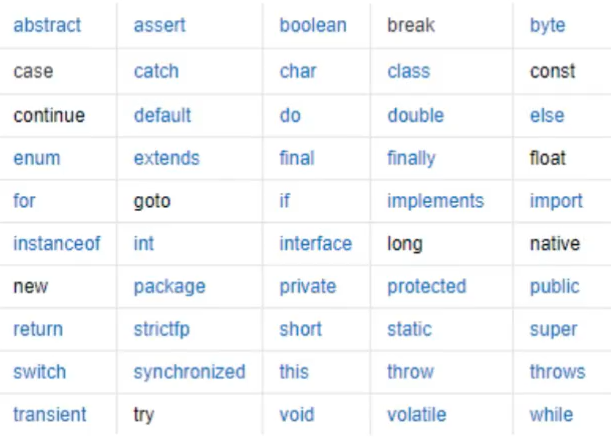 abstract assert boolean break byte
case catch char class const
continue default do double else
enum extends final finally float
for goto if implements import
instanceof int interface long native
new package private protected public
return strictfp short static super
switch synchronized this throw throws
transient try void volatile while